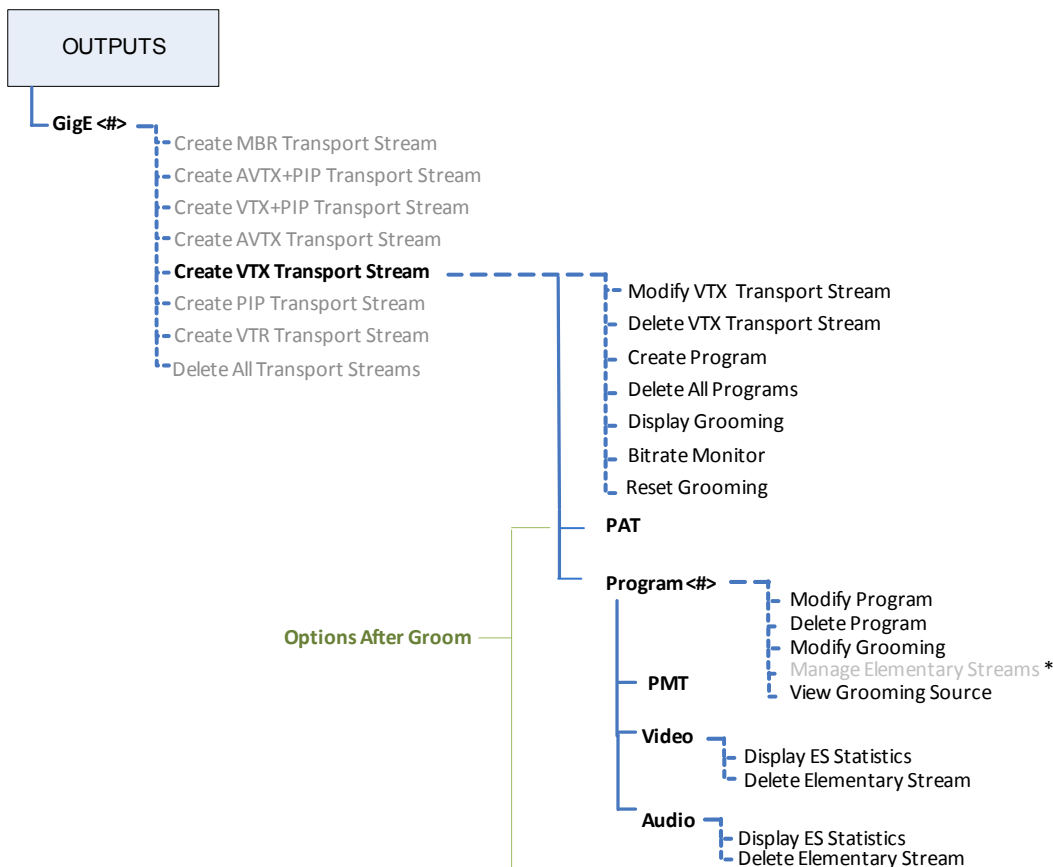 OUTPUTS
GigE <#>
Create MBR Transport Stream
Create AVTX+PIP Transport Stream
Create VTX+PIP Transport Stream
Create AVTX Transport Stream
Create VTX Transport Stream
Create PIP Transport Stream
Create VTR Transport Stream
Delete All Transport Streams
Modify VTX Transport Stream
Delete VTX Transport Stream
Create Program
Delete All Programs
Display Grooming
Bitrate Monitor
Reset Grooming
PAT
Program <#>
Modify Program
Delete Program
Modify Grooming
Manage Elementary Streams *
View Grooming Source
Options After Groom
PMT
Video
Display ES Statistics
Delete Elementary Stream
Audio
Display ES Statistics
Delete Elementary Stream